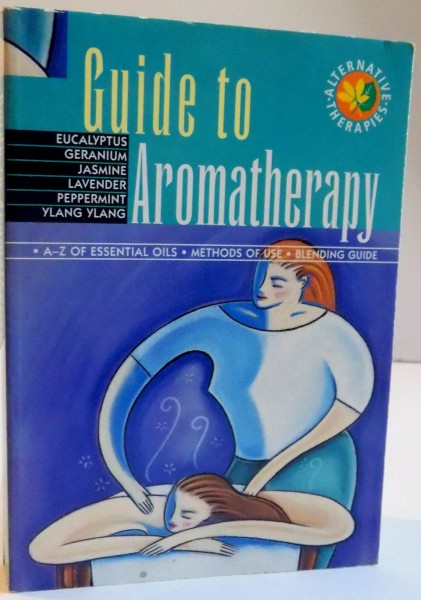 Guide to
Aromatherapy
ALTERNATIVE
THERAPIES
EUCALYPTUS
GERANIUM
JASMINE
LAVENDER
PEPPERMINT
YLANG YLANG
• A–Z OF ESSENTIAL OILS • METHODS OF USE • BLENDING GUIDE